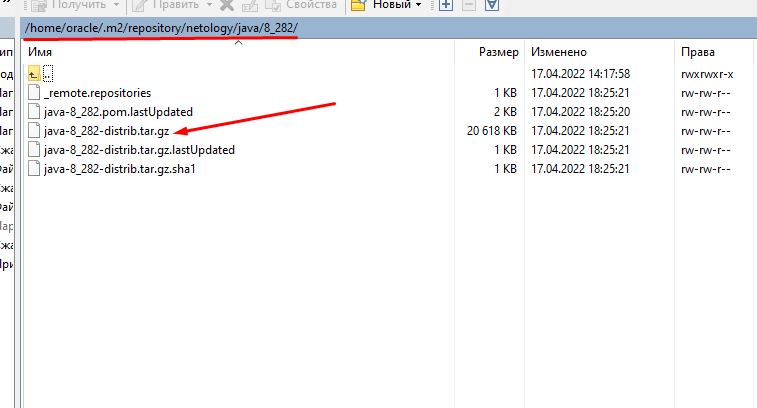 Получить Править Свойства Новый
/home/oracle/.m2/repository/netology/java/8_282/
Имя Размер Изменено Права
.. 17.04.2022 14:17:58 rwxrwxr-x
_remote.repositories 1 KB 17.04.2022 18:25:21 rw-rw-r--
java-8_282.pom.lastUpdated 2 KB 17.04.2022 18:25:20 rw-rw-r--
java-8_282-distrib.tar.gz 20 618 KB 17.04.2022 18:25:21 rw-rw-r--
java-8_282-distrib.tar.gz.lastUpdated 1 KB 17.04.2022 18:25:21 rw-rw-r--
java-8_282-distrib.tar.gz.sha1 1 KB 17.04.2022 18:25:21 rw-rw-r--